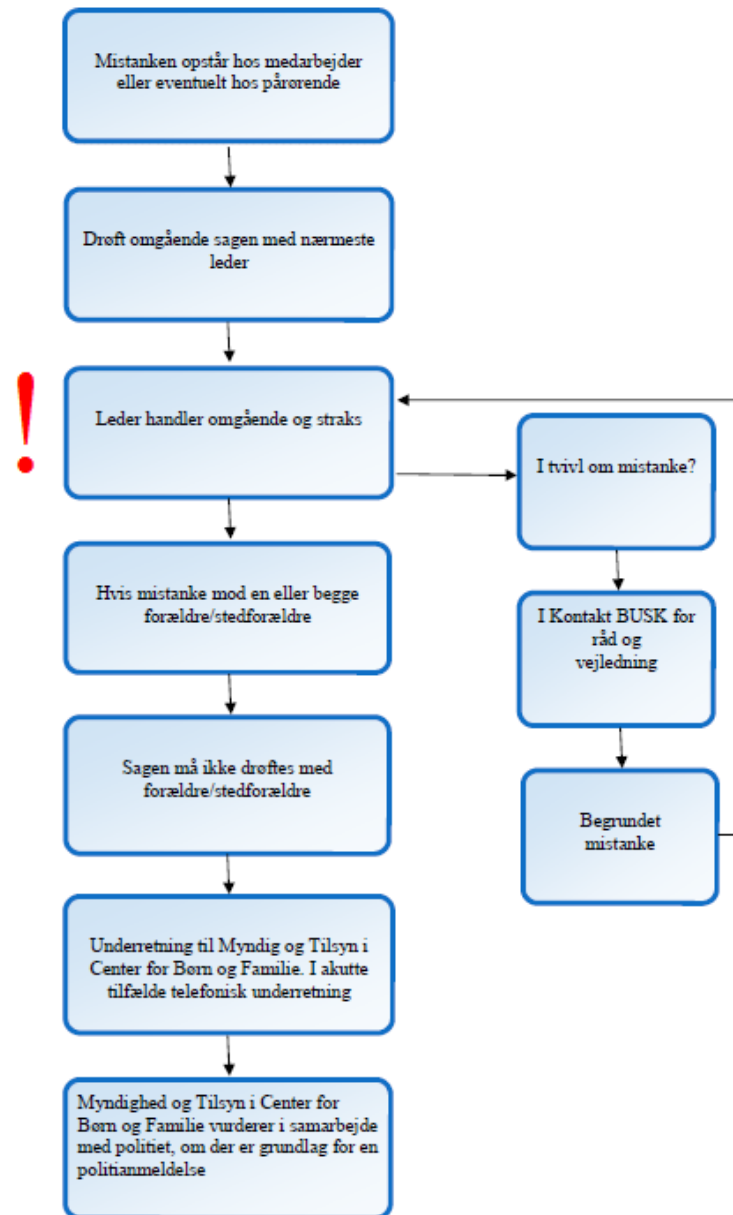 Mistanken opstår hos medarbejder
eller eventuelt hos pårørende
Drøft omgående sagen med nærmeste
leder
!
Leder handler omgående og straks
I tvivl om mistanke?
Hvis mistanke mod en eller begge
forældre/stedforældre
I Kontakt BUSK for
råd og
vejledning
Sagen må ikke drøftes med
forældre/stedforældre
Begrundet
mistanke
Underretning til Myndig og Tilsyn i
Center for Børn og Familie. I akutte
tilfælde telefonisk underretning
Myndighed og Tilsyn i Center for
Børn og Familie vurderer i samarbejde
med politiet, om der er grundlag for en
politianmeldelse